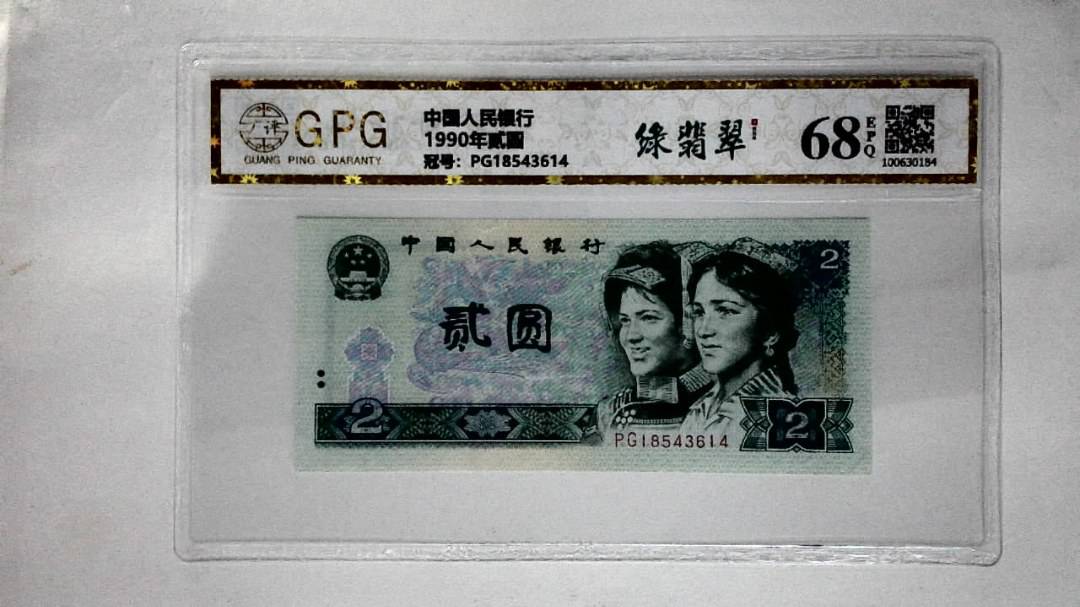 广评
GPG
GUANG PING GUARANTY
中国人民银行
1990年贰圆
冠号：PG18543614
绿翡翠
68
EPQ
100630184
中国人民银行
2
贰圆
2
PG18543614
2